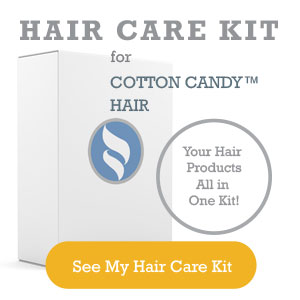 HAIR CARE KIT
for
COTTON CANDY™
HAIR
Your Hair
Products
All in
One Kit!
See My Hair Care Kit